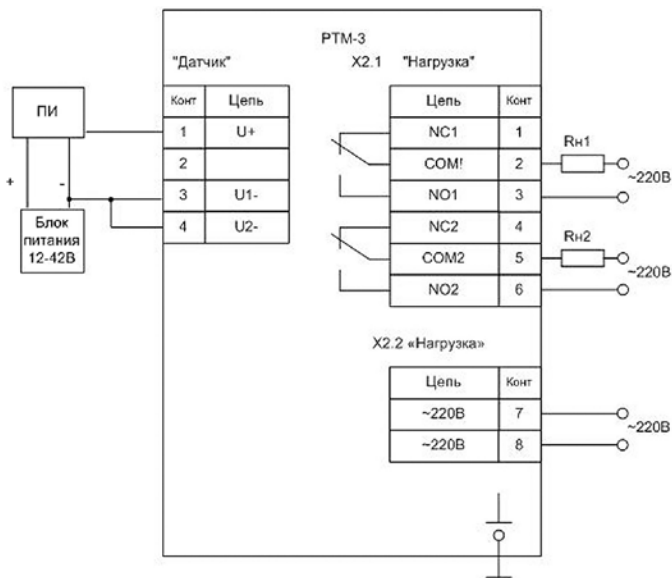 РТМ-3
"Датчик"
X2.1 "Нагрузка"
Конт Цепь
1 U+
2
3 U1-
4 U2-
ПИ
+ -
Блок
питания
12-42В
Цепь Конт
NC1 1
COM! 2
NO1 3
NC2 4
COM2 5
NO2 6
Rн1
~220В
Rн2
~220В
X2.2 «Нагрузка»
Цепь Конт
~220В 7
~220В 8
~220В